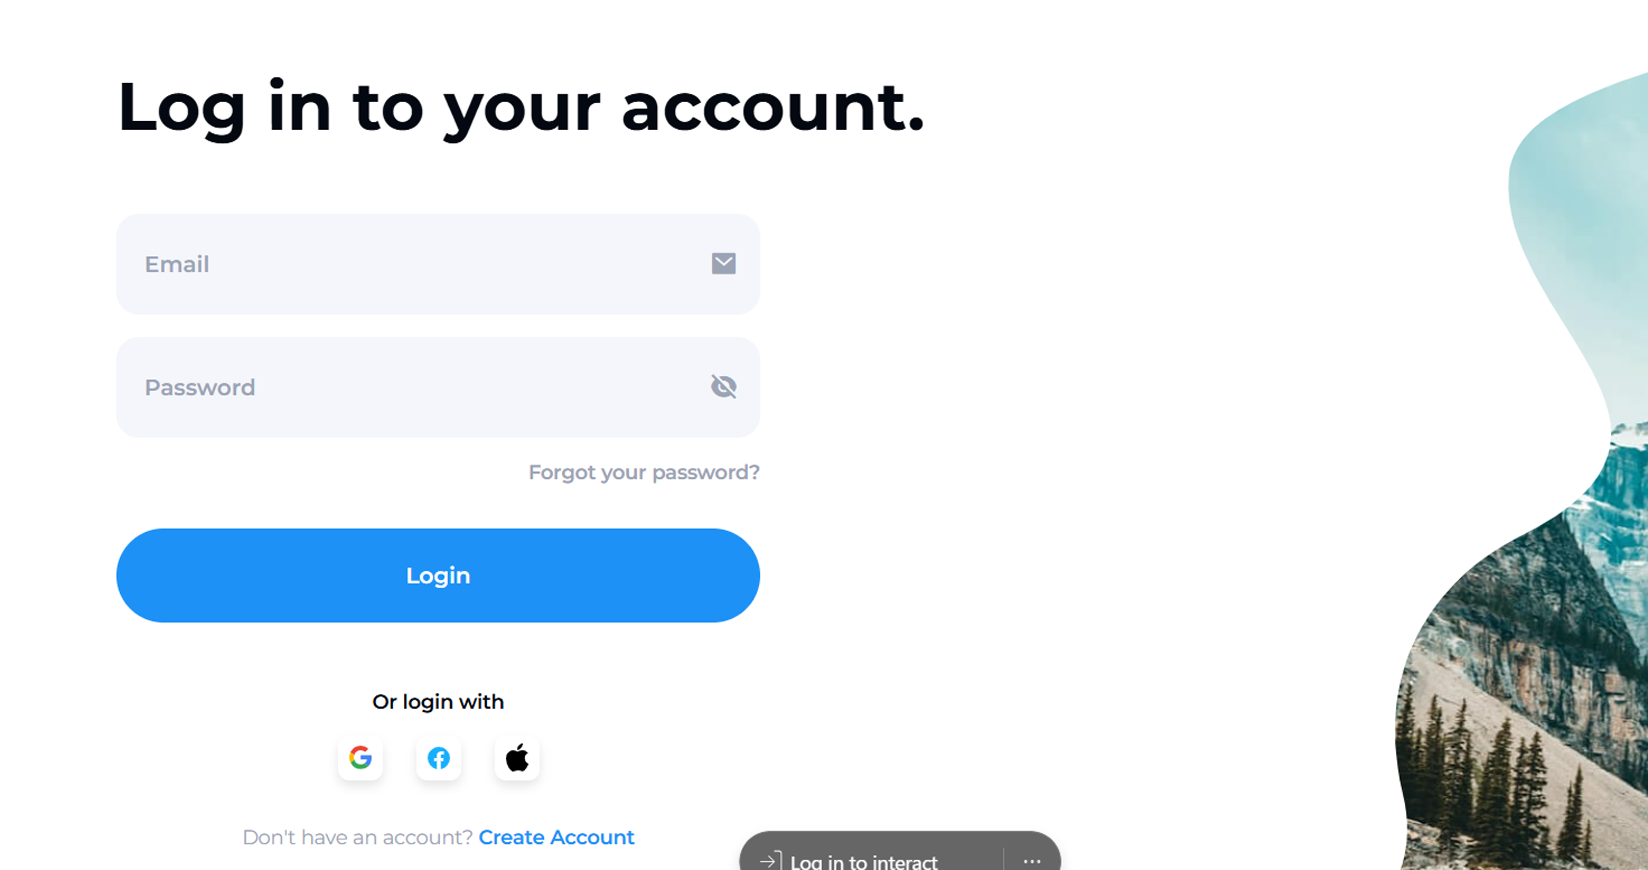 Log in to your account.
Email
Password
Forgot your password?
Login
Or login with
Don't have an account? Create Account
Log in to interact